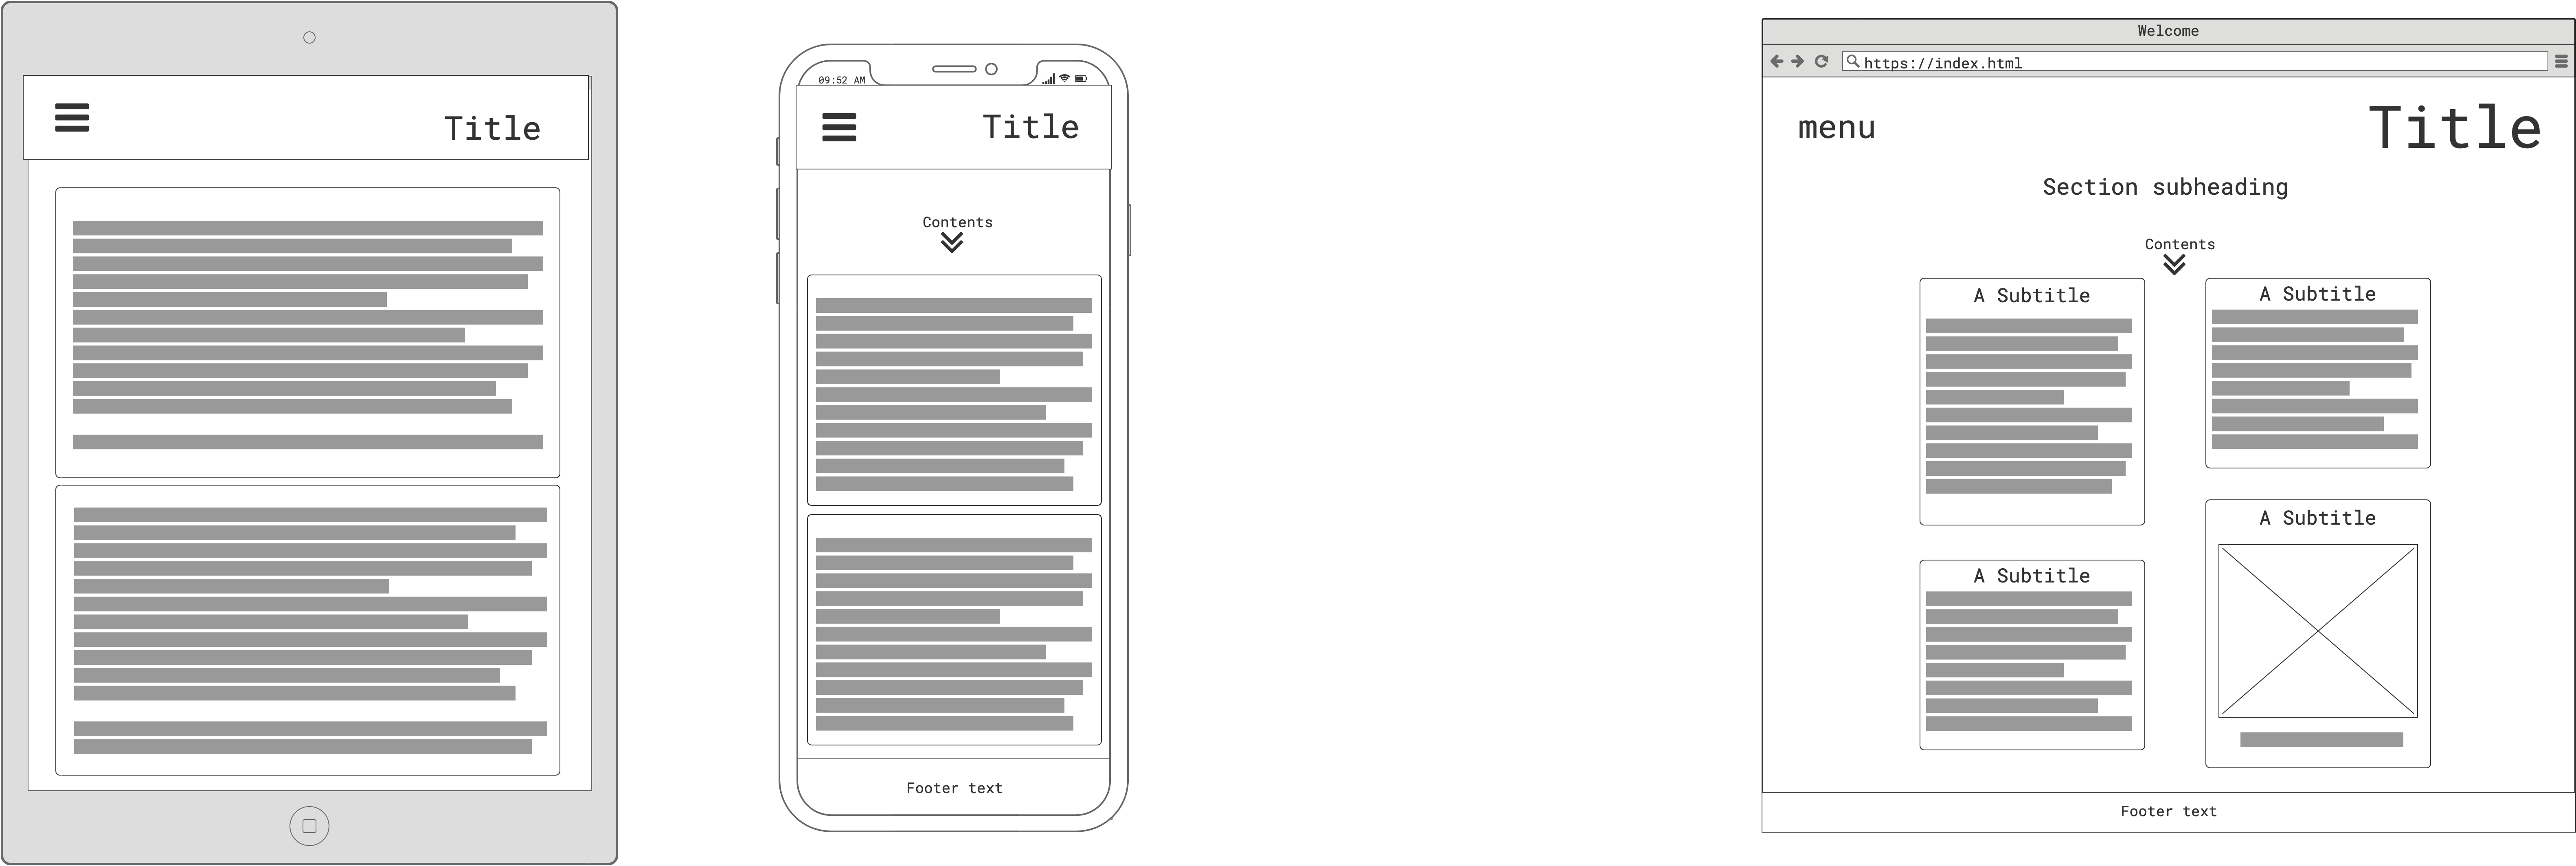 Title
09:52 AM
Title
Contents
Footer text
Welcome
https://index.html
menu
Title
Section subheading
Contents
A Subtitle
A Subtitle
A Subtitle
A Subtitle
Footer text